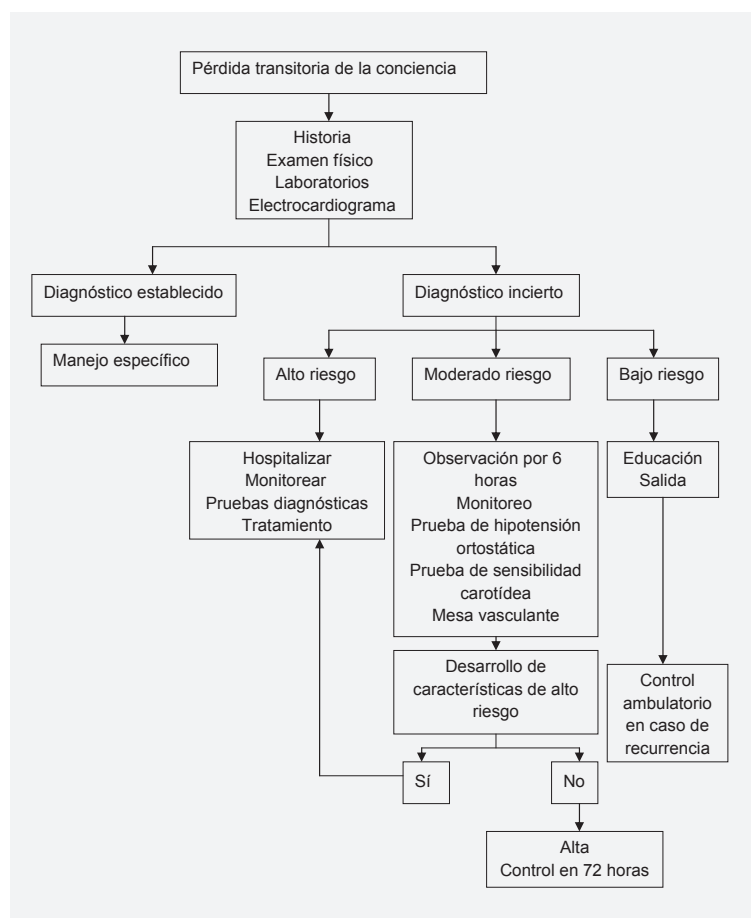 Pérdida transitoria de la conciencia
Historia
Examen físico
Laboratorios
Electrocardiograma
Diagnóstico establecido
Diagnóstico incierto
Manejo específico
Alto riesgo
Moderado riesgo
Bajo riesgo
Hospitalizar
Monitorear
Pruebas diagnósticas
Tratamiento
Observación por 6
horas
Monitoreo
Prueba de hipotensión
ortostática
Prueba de sensibilidad
carotídea
Mesa vasculante
Educación
Salida
Desarrollo de
características de alto
riesgo
Control
ambulatorio
en caso de
recurrencia
Sí
No
Alta
Control en 72 horas